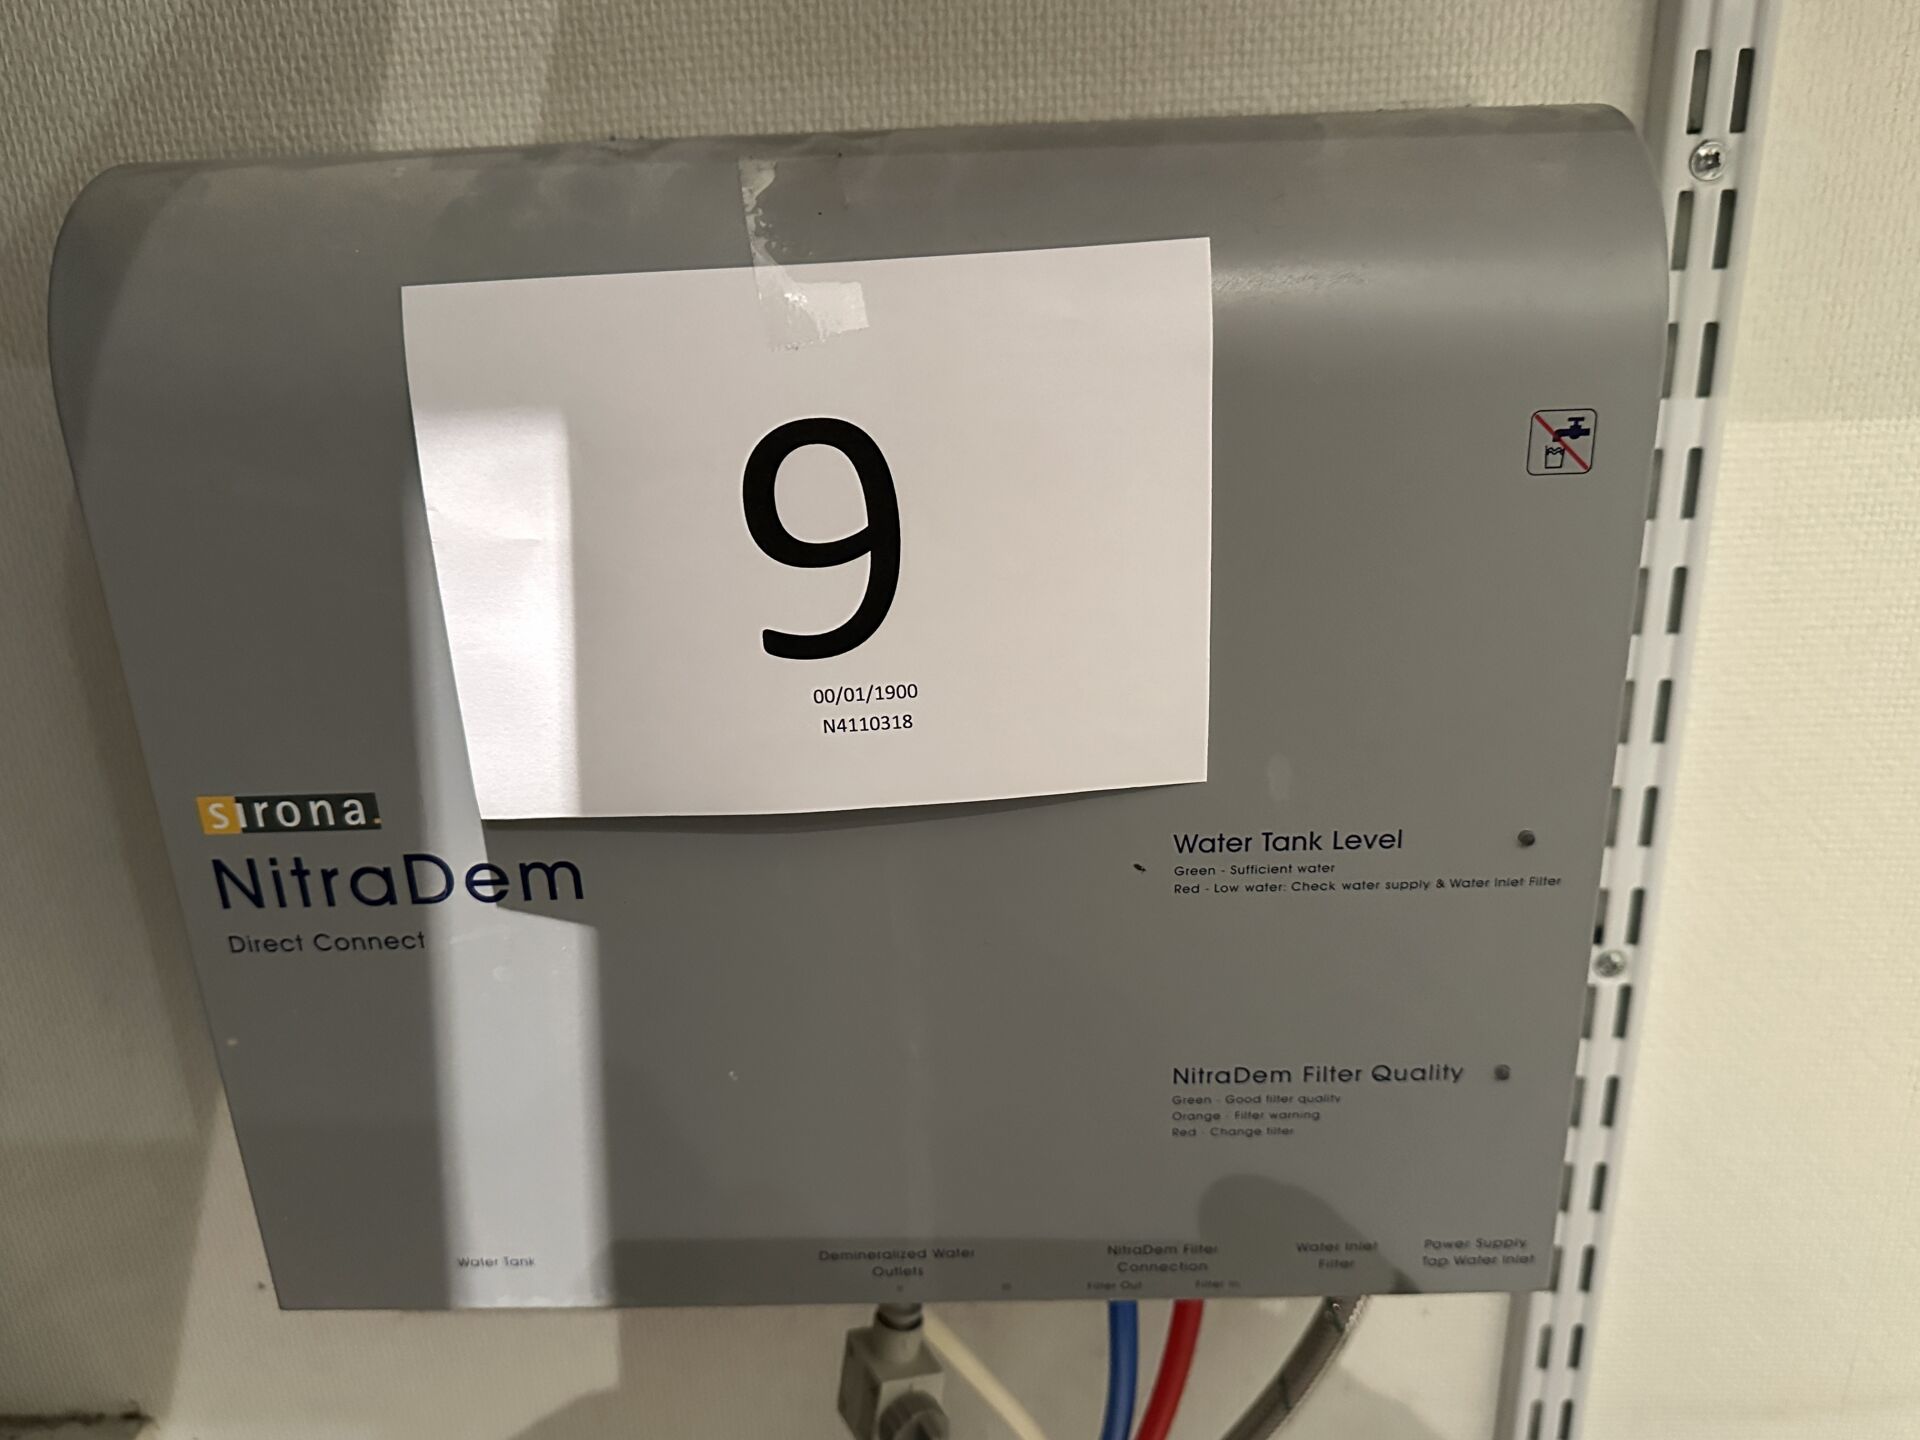 9
00/01/1900
N4110318
sirona.
NitraDem
Direct Connect
Water Tank Level
Green - Sufficient water
Red - Low water: Check water supply & Water Inlet Filter
NitraDem Filter Quality
Green - Good filter quality
Orange - Filter warning
Red - Change filter
Water Tank
Demineralized Water
Outlets
NitraDem Filter
Connection
Filter Out
Filter In
Water Inlet
Filter
Power Supply
Tap Water Inlet